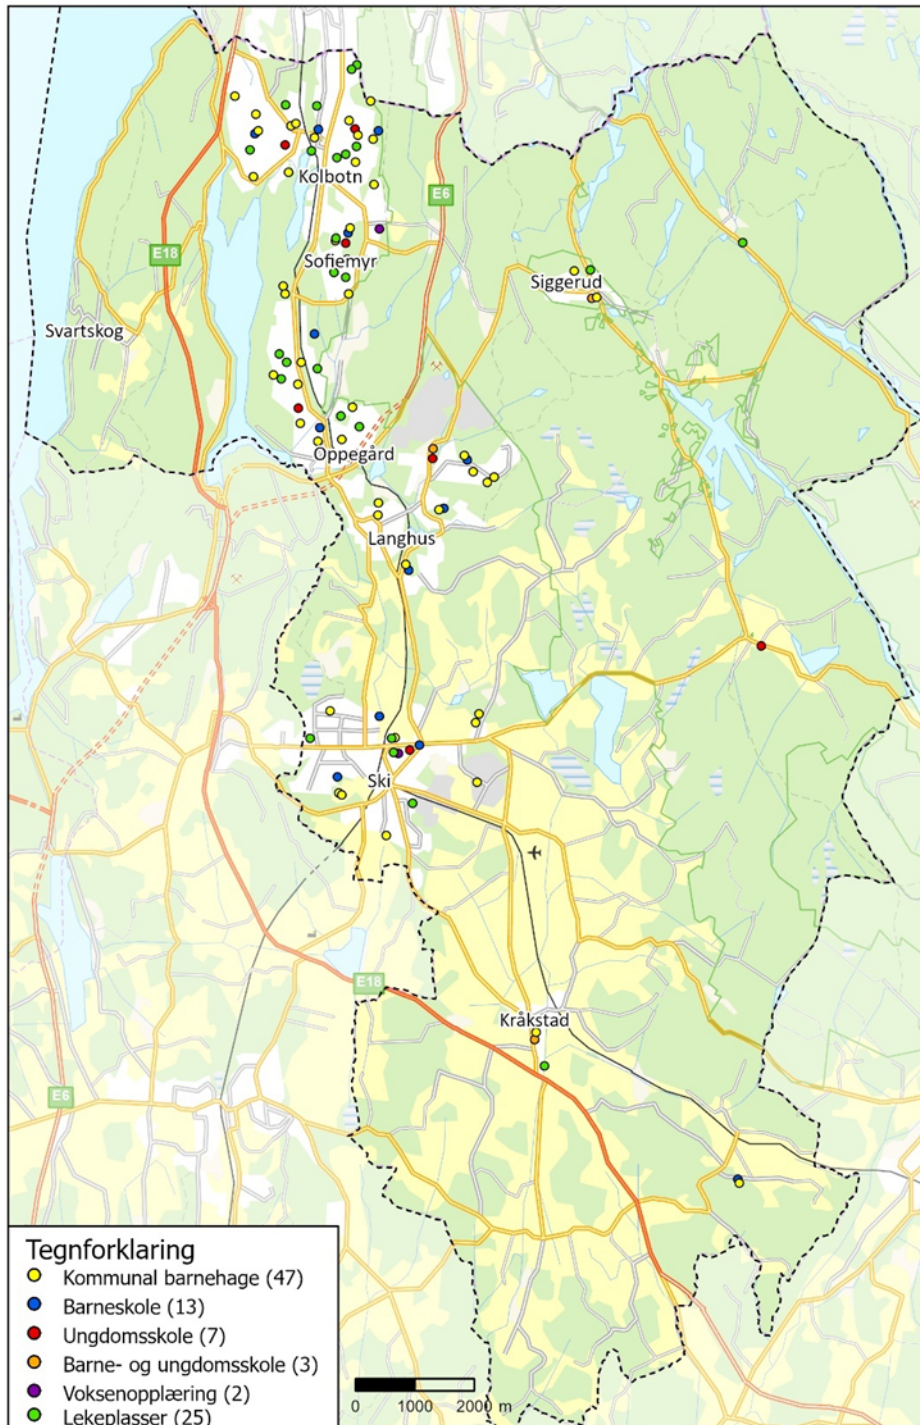 Kolbotn
E6
E18
Sofiemyr
Siggerud
Svartskog
Oppegård
Langhus
Ski
E18
Kråkstad
E6
Tegnforklaring
Kommunal barnehage (47)
Barneskole (13)
Ungdomsskole (7)
Barne- og ungdomsskole (3)
Voksenopplæring (2)
Lekeplasser (25)
0 1000 2000 m